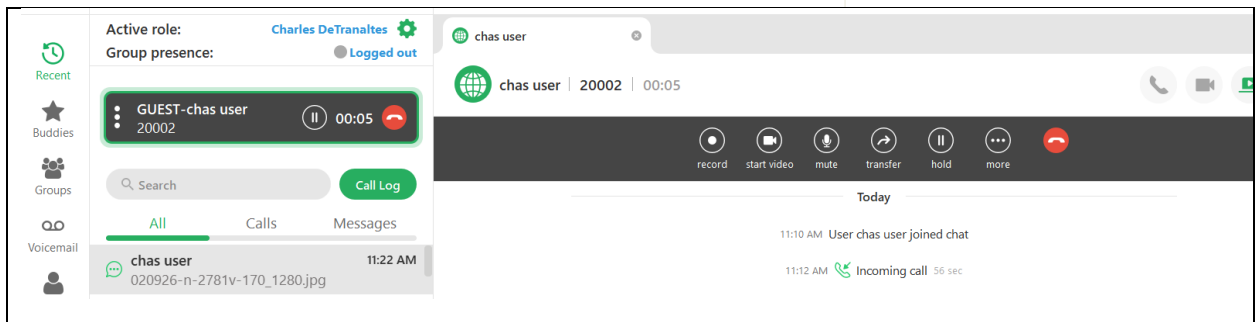 Recent
Buddies
Groups
Voicemail
Active role: Charles DeTranaltes
Group presence: Logged out
GUEST-chas user
20002
00:05
Search
Call Log
All Calls Messages
chas user 11:22 AM
020926-n-2781v-170_1280.jpg
chas user
chas user 20002 00:05
record start video mute transfer hold more
Today
11:10 AM User chas user joined chat
11:12 AM Incoming call 56 sec